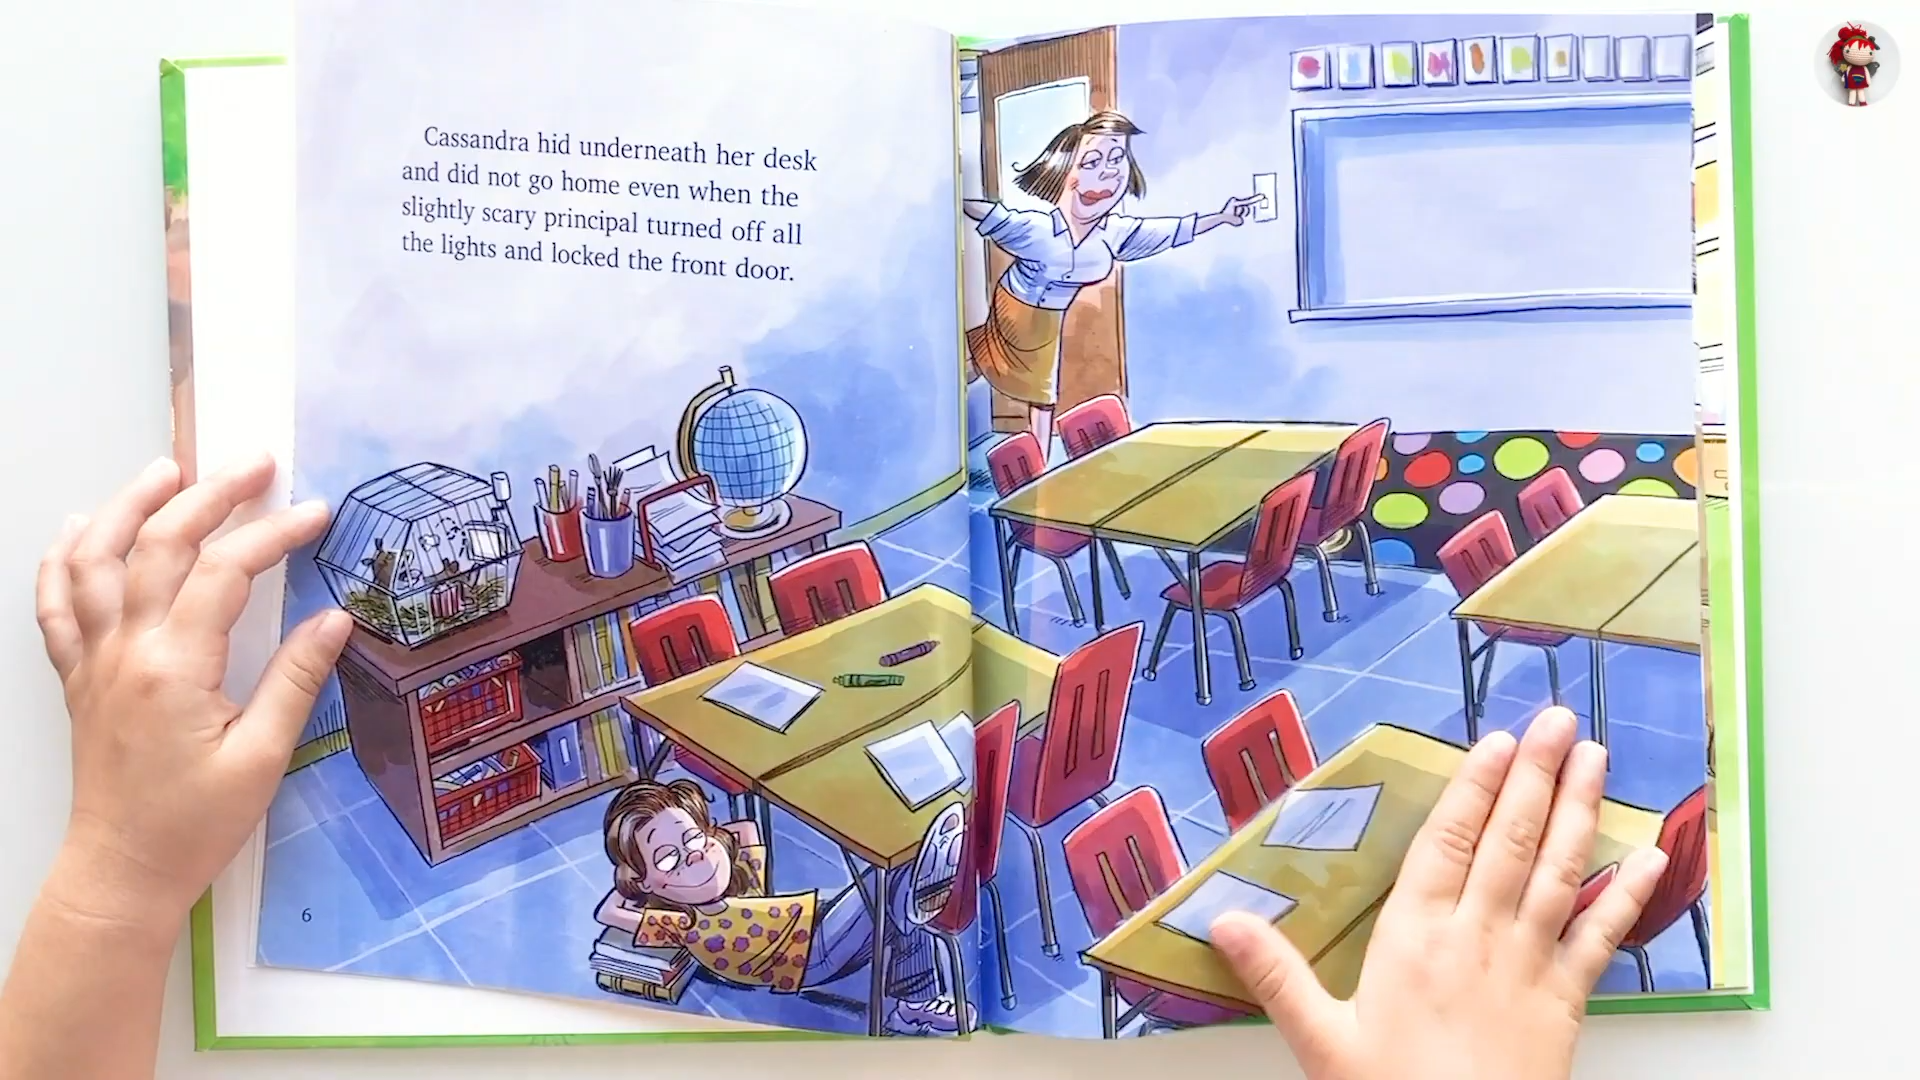 Cassandra hid underneath her desk
and did not go home even when the
slightly scary principal turned off all
the lights and locked the front door.
6